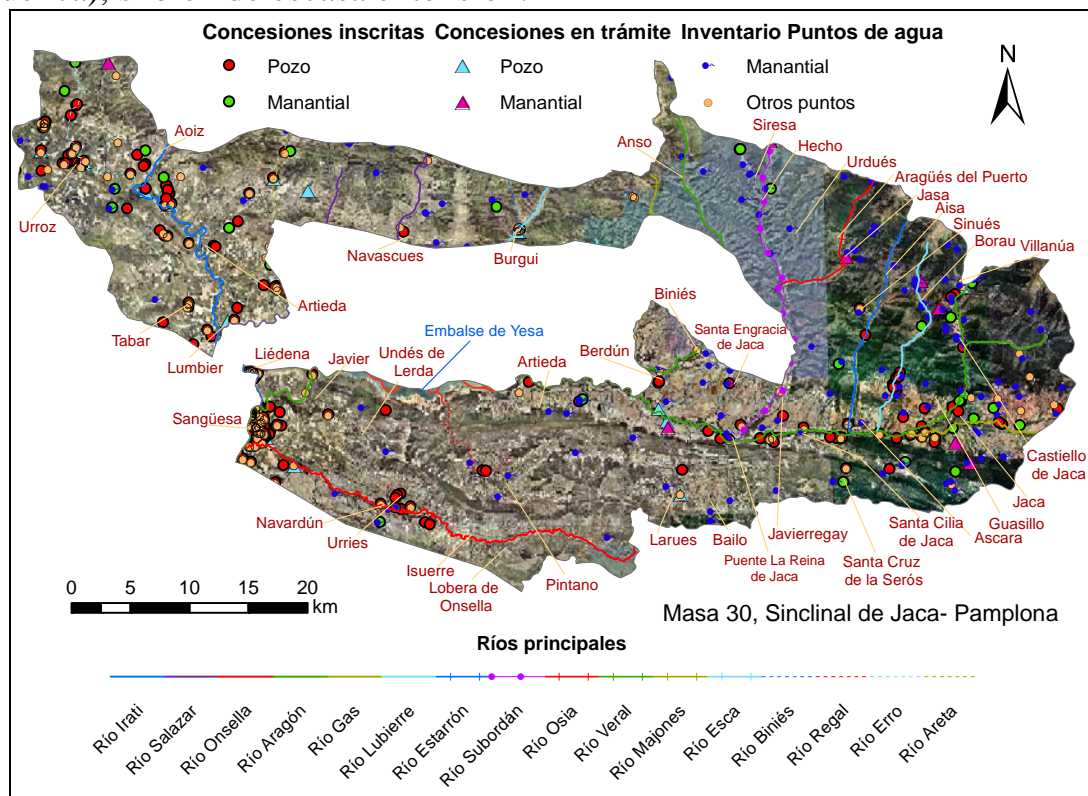 Concesiones inscritas Concesiones en trámite Inventario Puntos de agua
Pozo
Pozo
Manantial
N
Manantial
Manantial
Otros puntos
Siresa
Aoiz
Anso
Hecho
Urdués
Aragüés del Puerto
Jasa
Aisa
Sinués
Borau
Villanúa
Urroz
Navascues
Burgui
Artieda
Biniés
Tabar
Embalse de Yesa
Santa Engracia
de Jaca
Lumbier
Liédena
Javier
Undés de
Lerda
Artieda
Berdún
Sangüesa
Castiello
de Jaca
Jaca
Guasillo
Navardún
Urries
Larues
Bailo
Javierregay
Santa Cilia
de Jaca
Ascara
Puente La Reina
de Jaca
Santa Cruz
de la Serós
Isuerre
Lobera de
Onsella
Pintano
0 5 10 15 20
km
Masa 30, Sinclinal de Jaca- Pamplona
Ríos principales
Río Irati
Río Salazar
Río Onsella
Río Aragón
Río Gas
Río Lubierre
Río Estarrón
Río Subordán
Río Osia
Río Veral
Río Majones
Río Esca
Río Biniés
Río Regal
Río Erro
Río Areta